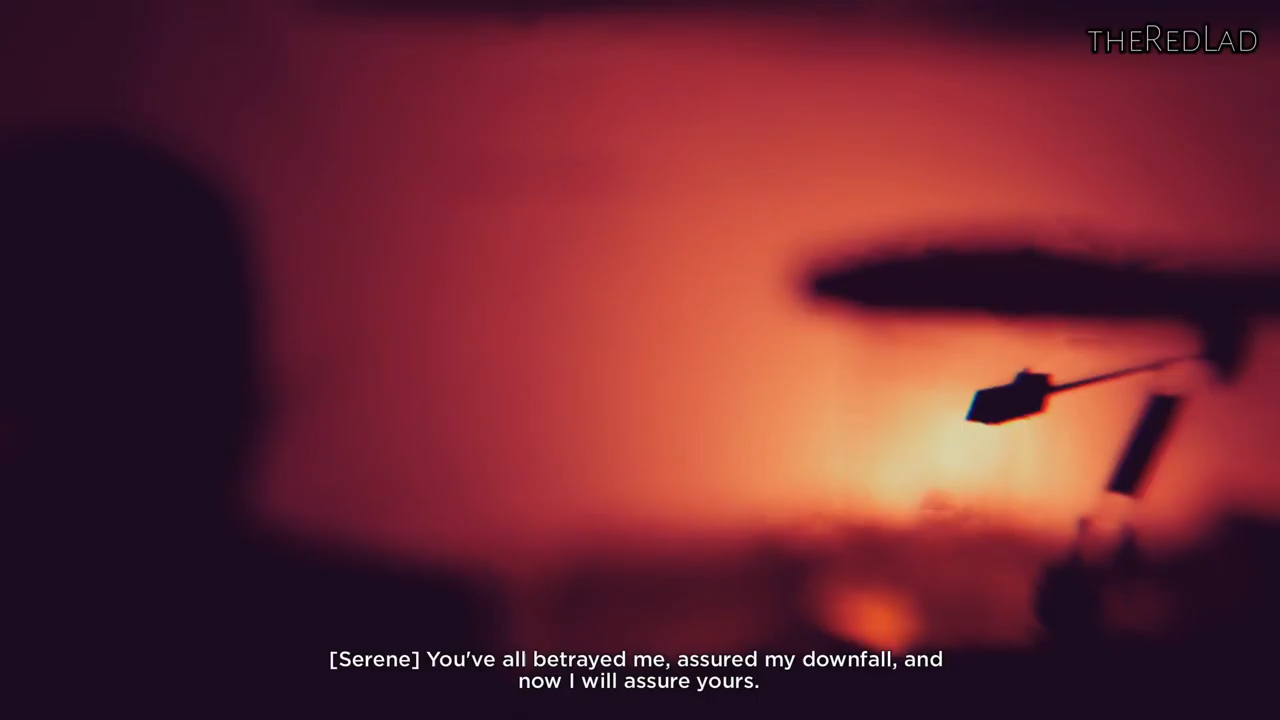 THEREDLAD
[Serene] You've all betrayed me, assured my downfall, and
now I will assure yours.